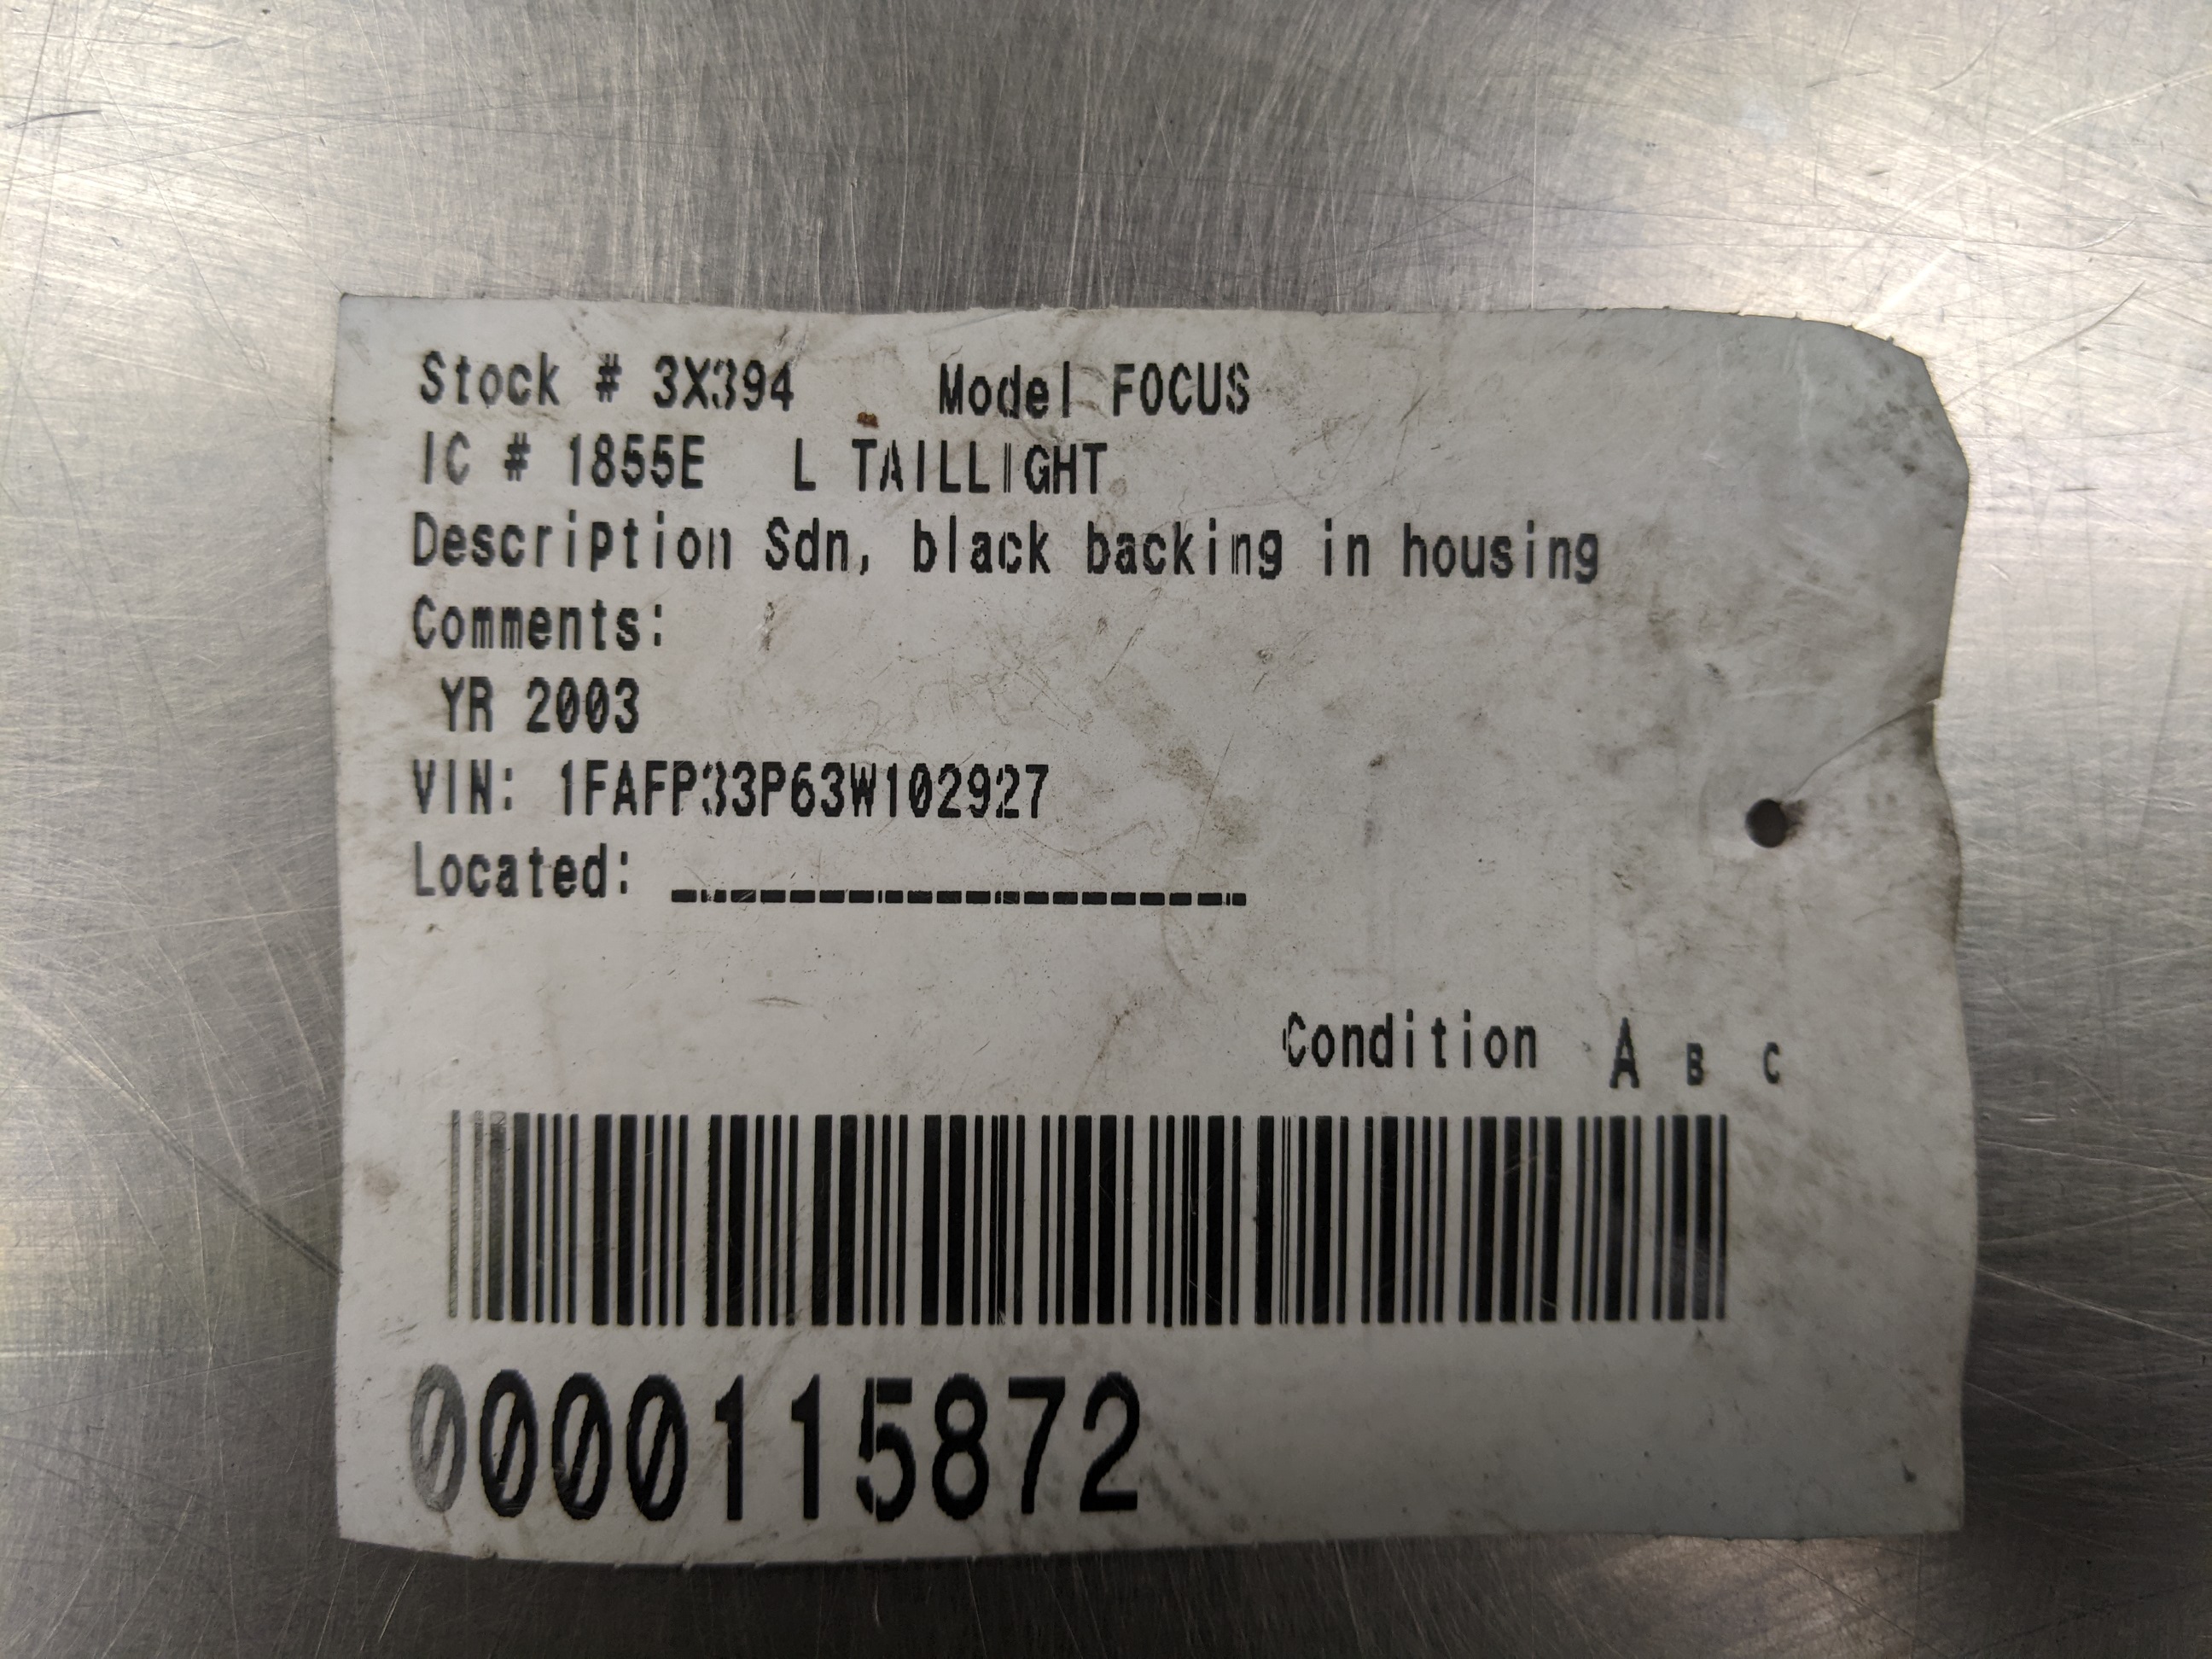 Stock # 3X394 Model FOCUS
IC # 1855E L TAILLIGHT
Description Sdn, black backing in housing
Comments:
YR 2003
VIN: 1FAFP33P63W102927
Located: ____________________
Condition A B C
0000115872